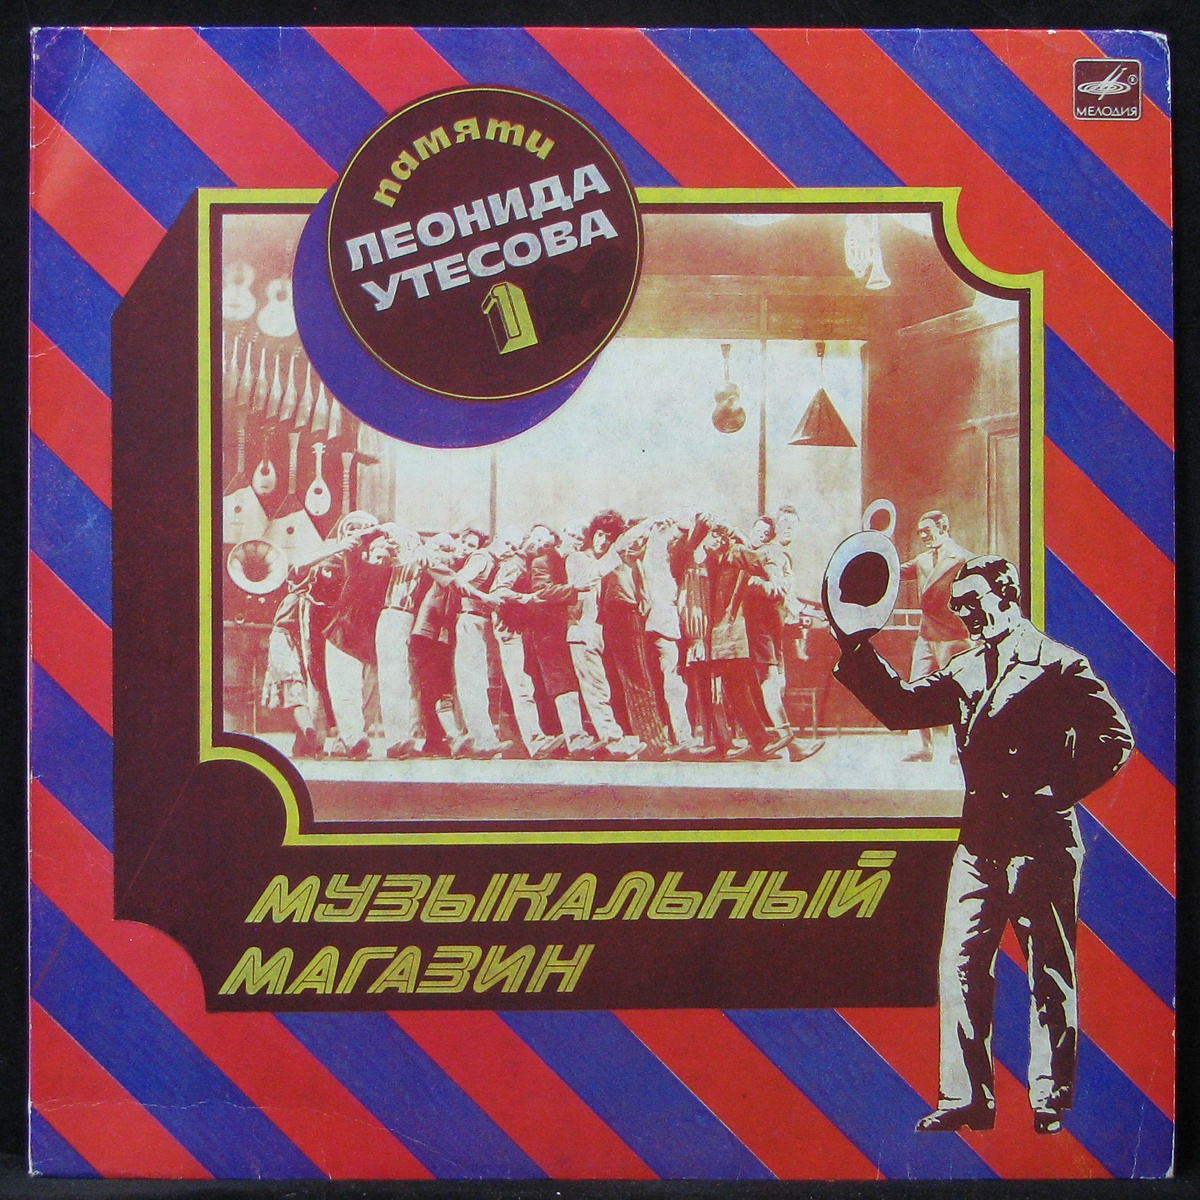 памяти
ЛЕОНИДА
УТЕСОВА
1
МЕЛОДИЯ
МУЗЫКАЛЬНЫЙ
МАГАЗИН